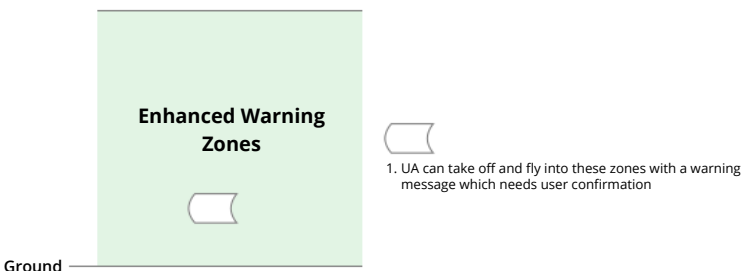 Enhanced Warning
Zones
1. UA can take off and fly into these zones with a warning
message which needs user confirmation
Ground